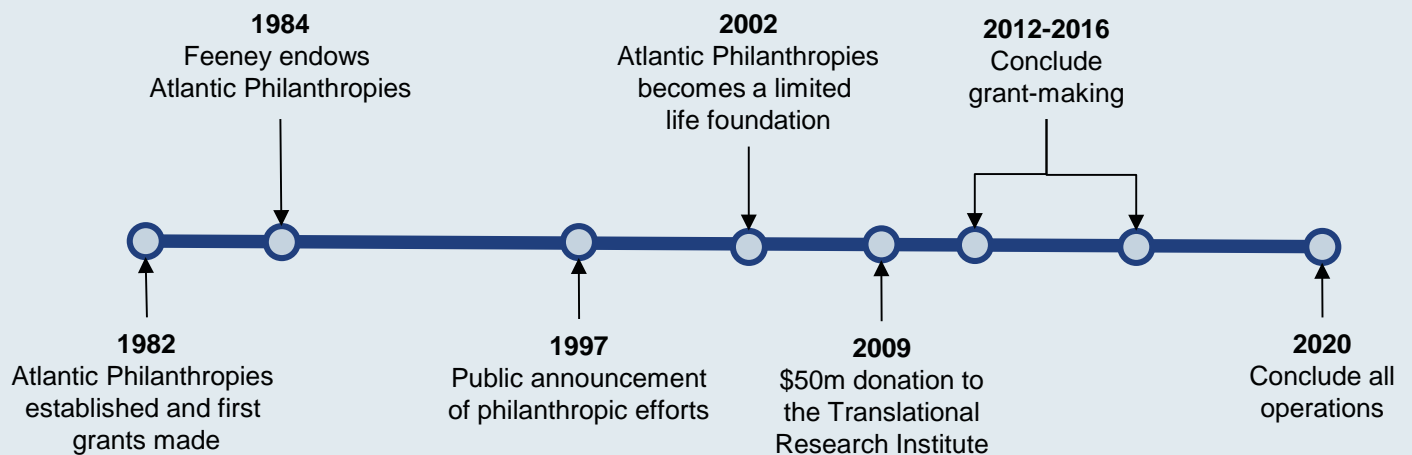 1984
Feeney endows
Atlantic Philanthropies
2002
Atlantic Philanthropies
becomes a limited
life foundation
2012-2016
Conclude
grant-making
1982
Atlantic Philanthropies
established and first
grants made
1997
Public announcement
of philanthropic efforts
2009
$50m donation to
the Translational
Research Institute
2020
Conclude all
operations